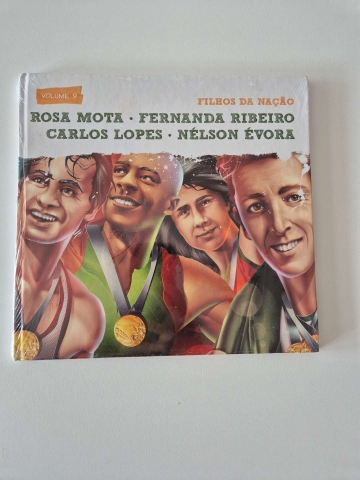 VOLUME 9
FILHOS DA NAÇÃO
ROSA MOTA · FERNANDA RIBEIRO
CARLOS LOPES · NÉLSON ÉVORA